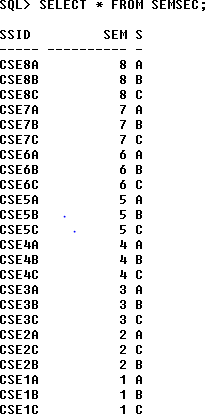 SQL> SELECT * FROM SEMSEC;
SSID SEM S
----- ---------- -
CSE8A 8 A
CSE8B 8 B
CSE8C 8 C
CSE7A 7 A
CSE7B 7 B
CSE7C 7 C
CSE6A 6 A
CSE6B 6 B
CSE6C 6 C
CSE5A 5 A
CSE5B 5 B
CSE5C 5 C
CSE4A 4 A
CSE4B 4 B
CSE4C 4 C
CSE3A 3 A
CSE3B 3 B
CSE3C 3 C
CSE2A 2 A
CSE2C 2 C
CSE2B 2 B
CSE1A 1 A
CSE1B 1 B
CSE1C 1 C